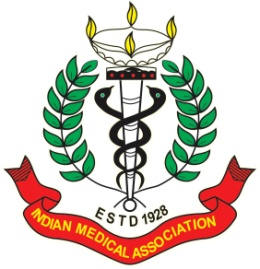 ESTD 1928
INDIAN MEDICAL ASSOCIATION